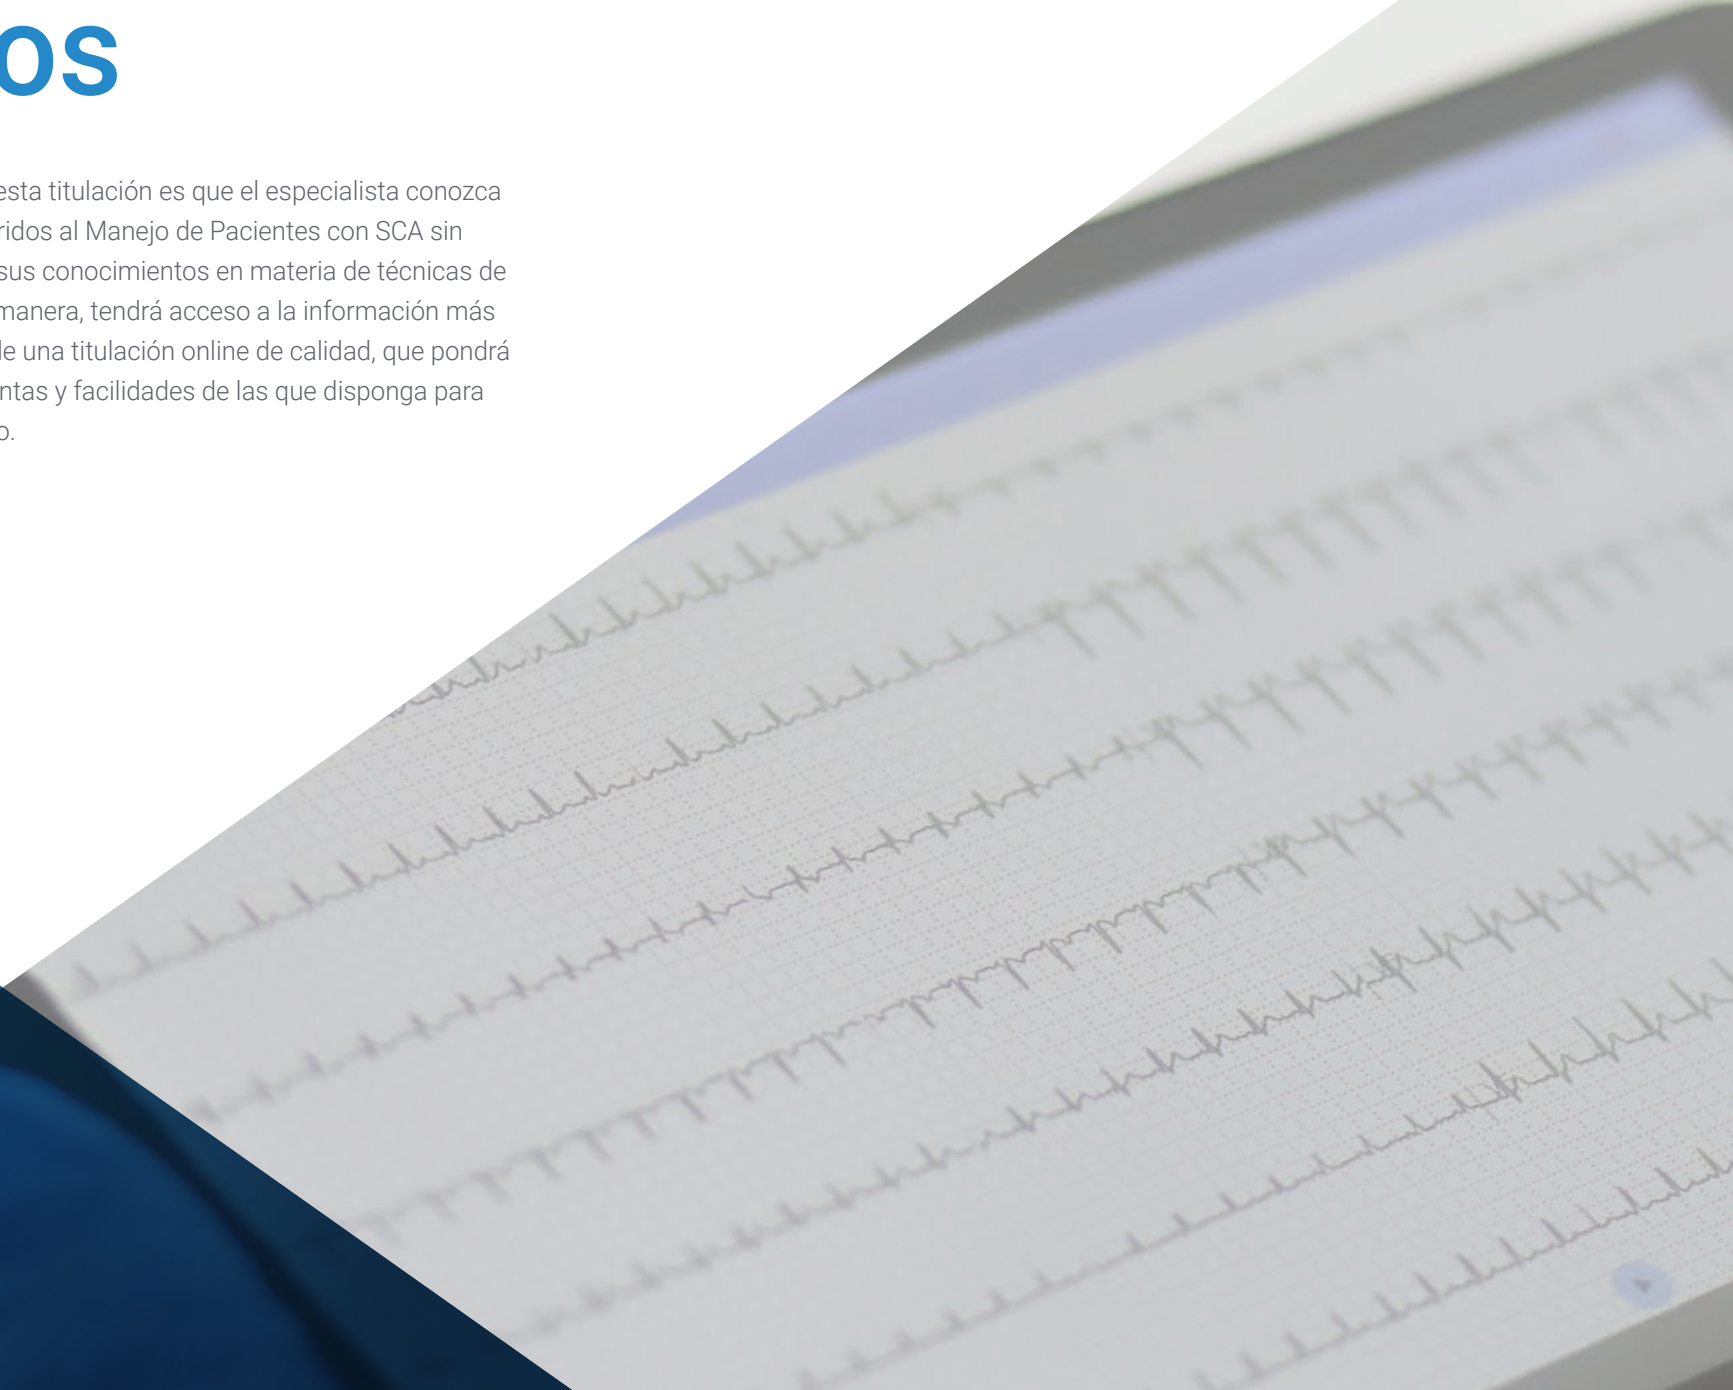 os
esta titulación es que el especialista conozca
ridos al Manejo de Pacientes con SCA sin
sus conocimientos en materia de técnicas de
manera, tendrá acceso a la información más
de una titulación online de calidad, que pondrá
ntas y facilidades de las que disponga para
o.